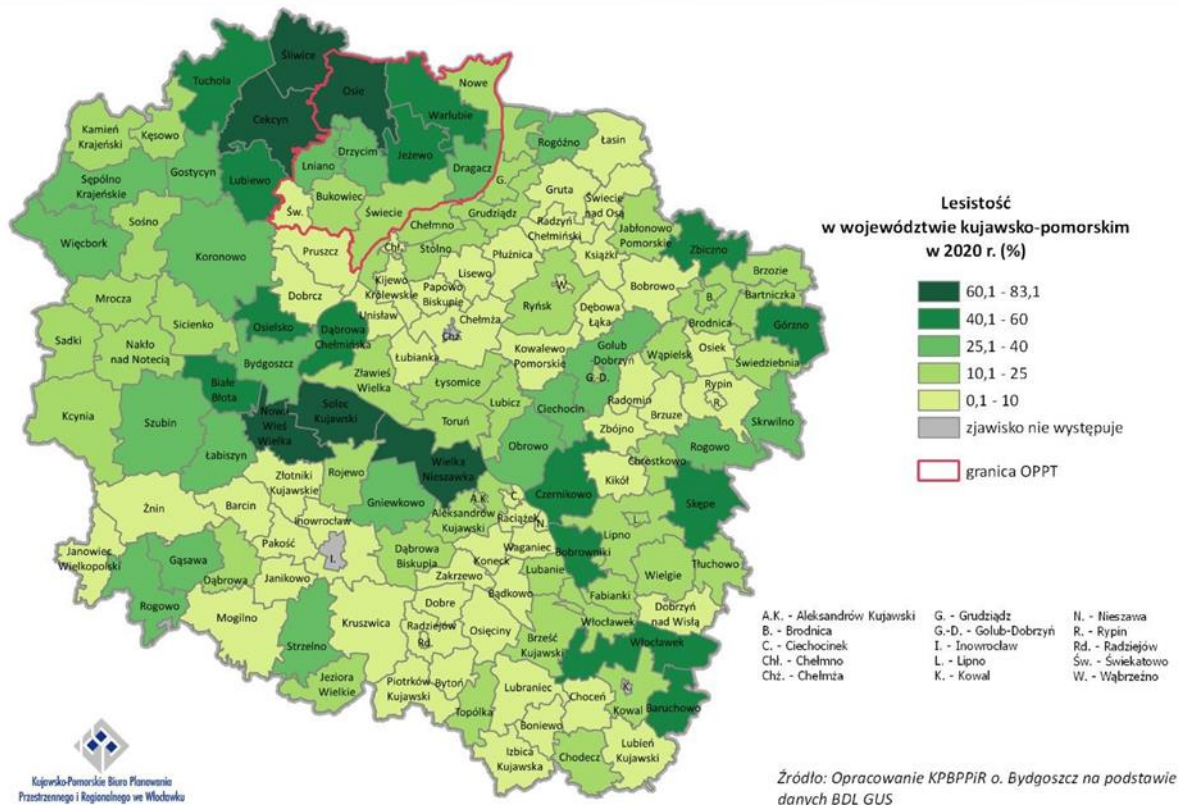 Śliwice
Tuchola
Osie
Nowe
Cekcyn
Warlubie
Kamień
Krajeński
Kęsowo
Łasin
Rogóźno
Drzycim
Jeżewo
Gostycyn
Lniano
Dragacz
Lubiewo
Sępólno
Krajeńskie
Bukowiec
G.
Gruta
Św.
Świecie
nad Osą
Świecie
Grudziądz
Sośno
Radzyń
Chełmiński
Chełmno
Jabłonowo
Pomorskie
Więcbork
Koronowo
Pruszcz
Chł.
Stolno
Książki
Zbiczno
Płużnica
Lisewo
Brzozie
Kijewo
Królewskie
Papowo
Biskupie
W.
Bobrowo
Bartniczka
Mrocza
Dobrcz
B.
Unisław
Ryńsk
Dębowa
Łąka
Sicienko
Osielsko
Dąbrowa
Chełmińska
Chełmża
Brodnica
Górzno
Sadki
Chż.
Nakło
nad Notecią
Golub
Dobrzyń
Osiek
Łubianka
Kowalewo
Pomorskie
Wąpielsk
Świedziebnia
Bydgoszcz
Zławieś
Wielka
G.-D.
Białe
Błota
Łysomice
Rypin
Kcynia
Radomin
R.
Nowa
Wieś
Wielka
Solec
Kujawski
Lubicz
Ciechocin
Brzuze
Szubin
Toruń
Zbójno
Skrwilno
Obrowo
Rogowo
Łabiszyn
Wielka
Nieszawka
Chrostkowo
Złotniki
Kujawskie
Rojewo
Kikół
Gniewkowo
Czernikowo
A.K.
C.
Skępe
Żnin
Barcin
Aleksandrów
Kujawski
Raciążek
Inowrocław
N.
L.
Pakość
I.
Lipno
Waganiec
Janowiec
Wielkopolski
Dąbrowa
Biskupia
Bobrowniki
Gąsawa
Koneck
Tłuchowo
Lubanie
Dąbrowa
Janikowo
Zakrzewo
Wielgie
Bądkowo
Fabianki
Rogowo
Dobre
Mogilno
Kruszwica
Dobrzyń
nad Wisłą
Radziejów
Osięciny
Włocławek
Rd.
Brześć
Kujawski
Włocławek
Strzelno
Piotrków
Kujawski
Bytoń
Jeziora
Wielkie
Lubraniec
K.
Choceń
Topólka
Kowal
Baruchowo
Boniewo
Izbica
Kujawska
Lubień
Kujawski
Chodecz
Lesistość
w województwie kujawsko-pomorskim
w 2020 r. (%)
60,1 - 83,1
40,1 - 60
25,1 - 40
10,1 - 25
0,1 - 10
zjawisko nie występuje
granica OPPT
A.K. - Aleksandrów Kujawski
B. - Brodnica
C. - Ciechocinek
Chł. - Chełmno
Chż. - Chełmża
G. - Grudziądz
G.-D. - Golub-Dobrzyń
I. - Inowrocław
L. - Lipno
K. - Kowal
N. - Nieszawa
R. - Rypin
Rd. - Radziejów
Św. - Świekatowo
W. - Wąbrzeźno
Kujawsko-Pomorskie Biuro Planowania
Przestrzennego i Regionalnego we Włocławku
Źródło: Opracowanie KPBPPiR o. Bydgoszcz na podstawie
danych BDL GUS